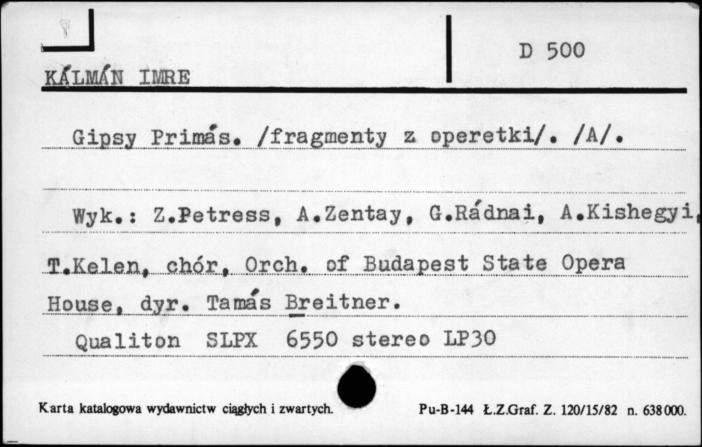 D 500
KÁLMÁN IMRE
Gipsy Primás. /fragmenty z operetki/. /A/.
Wyk.: Z.Petress, A.Zentay, G.Rádnai, A.Kishegyi,
T.Kelen, chór, Orch. of Budapest State Opera
House, dyr. Tamás Breitner.
Qualiton SLPX 6550 stereo LP30
Karta katalogowa wydawnictw ciągłych i zwartych. Pu-B-144 Ł.Z.Graf. Z. 120/15/82 n. 638000.